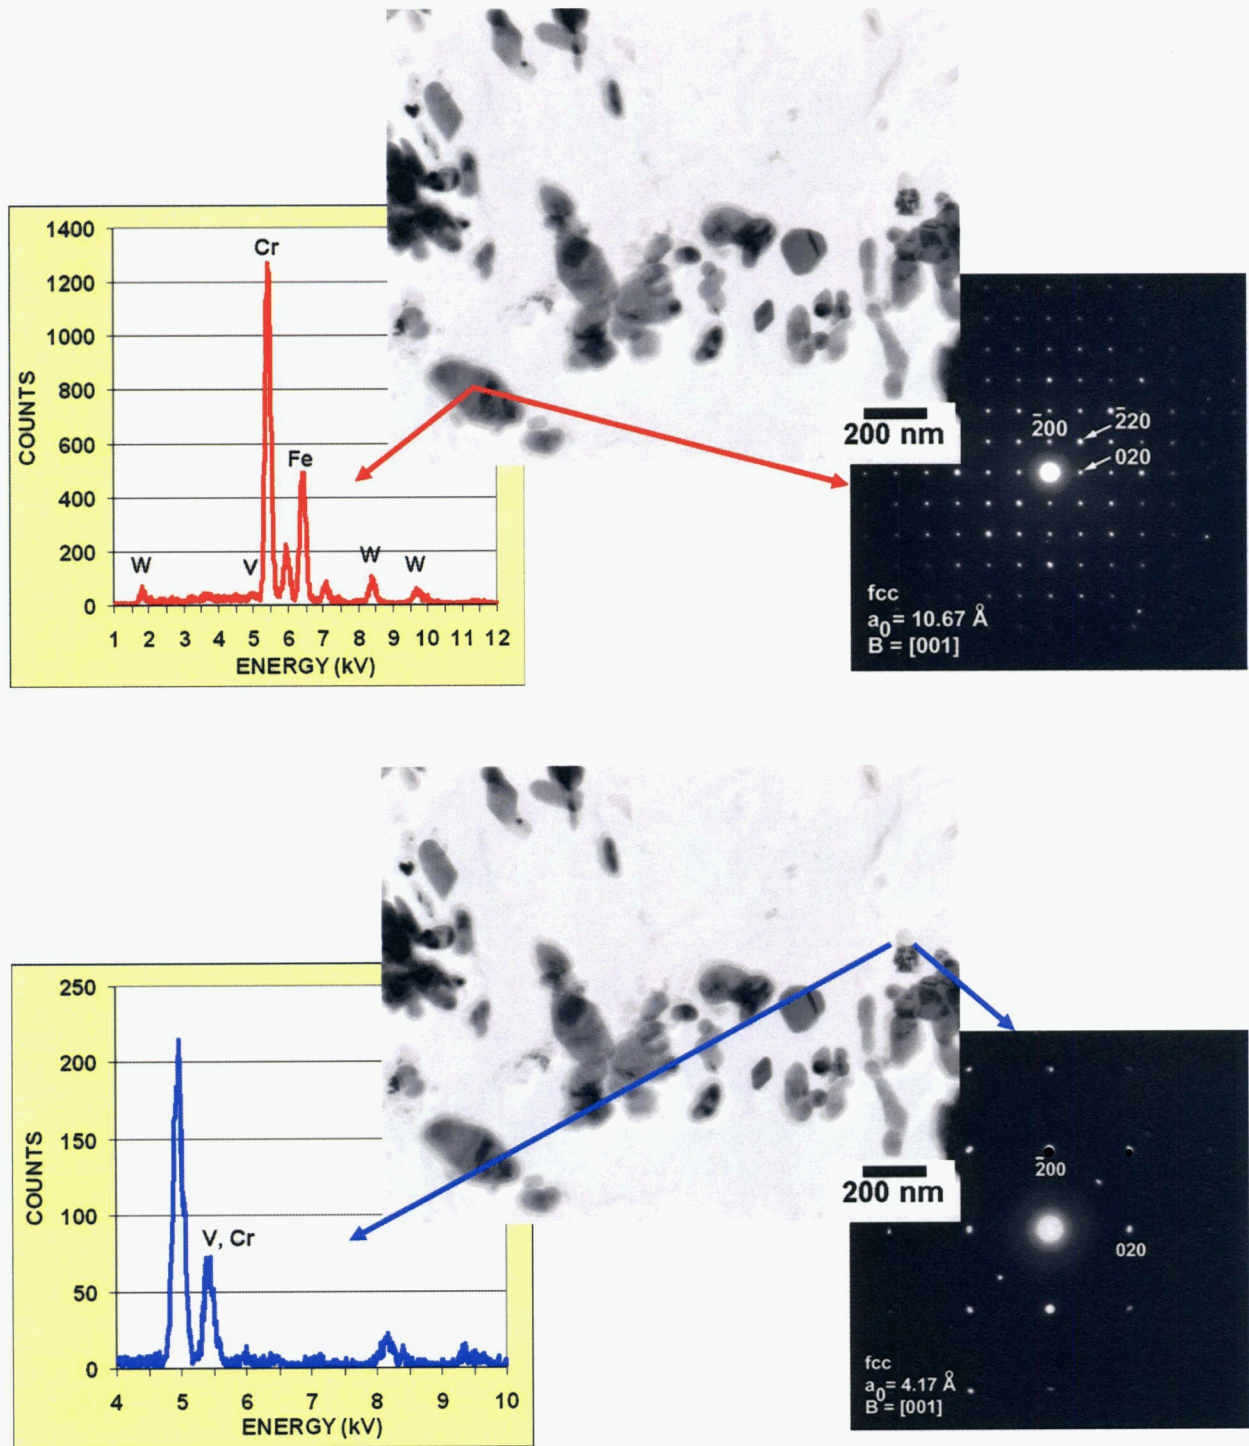 1400
1200
1000
800
600
400
200
0
COUNTS
Cr
Fe
W
V
W
W
1 2 3 4 5 6 7 8 9 10 11 12
ENERGY (kV)
200 nm
2̅00
2̅20
020
fcc
a0 = 10.67 Å
B = [001]
250
200
150
100
50
0
COUNTS
V, Cr
4 5 6 7 8 9 10
ENERGY (kV)
200 nm
2̅00
020
fcc
a0 = 4.17 Å
B = [001]